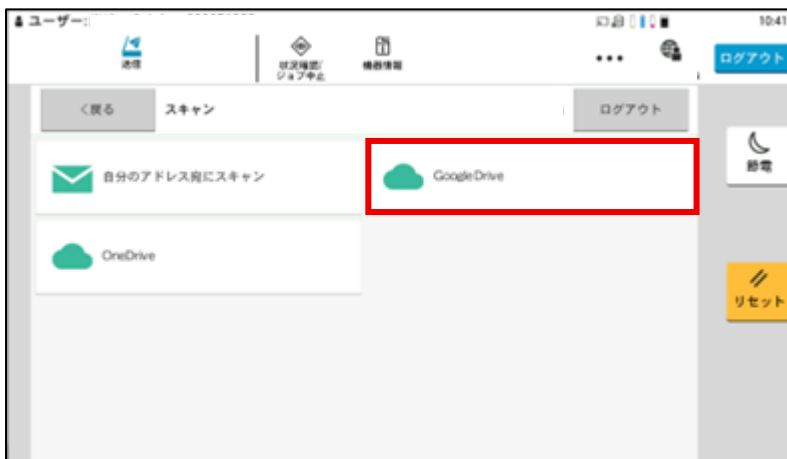 ユーザー:
10:41
送信
状況確認/
ジョブ中止
機器情報
...
ログアウト
く戻る
スキャン
ログアウト
節電
自分のアドレス宛にスキャン
Google Drive
OneDrive
リセット